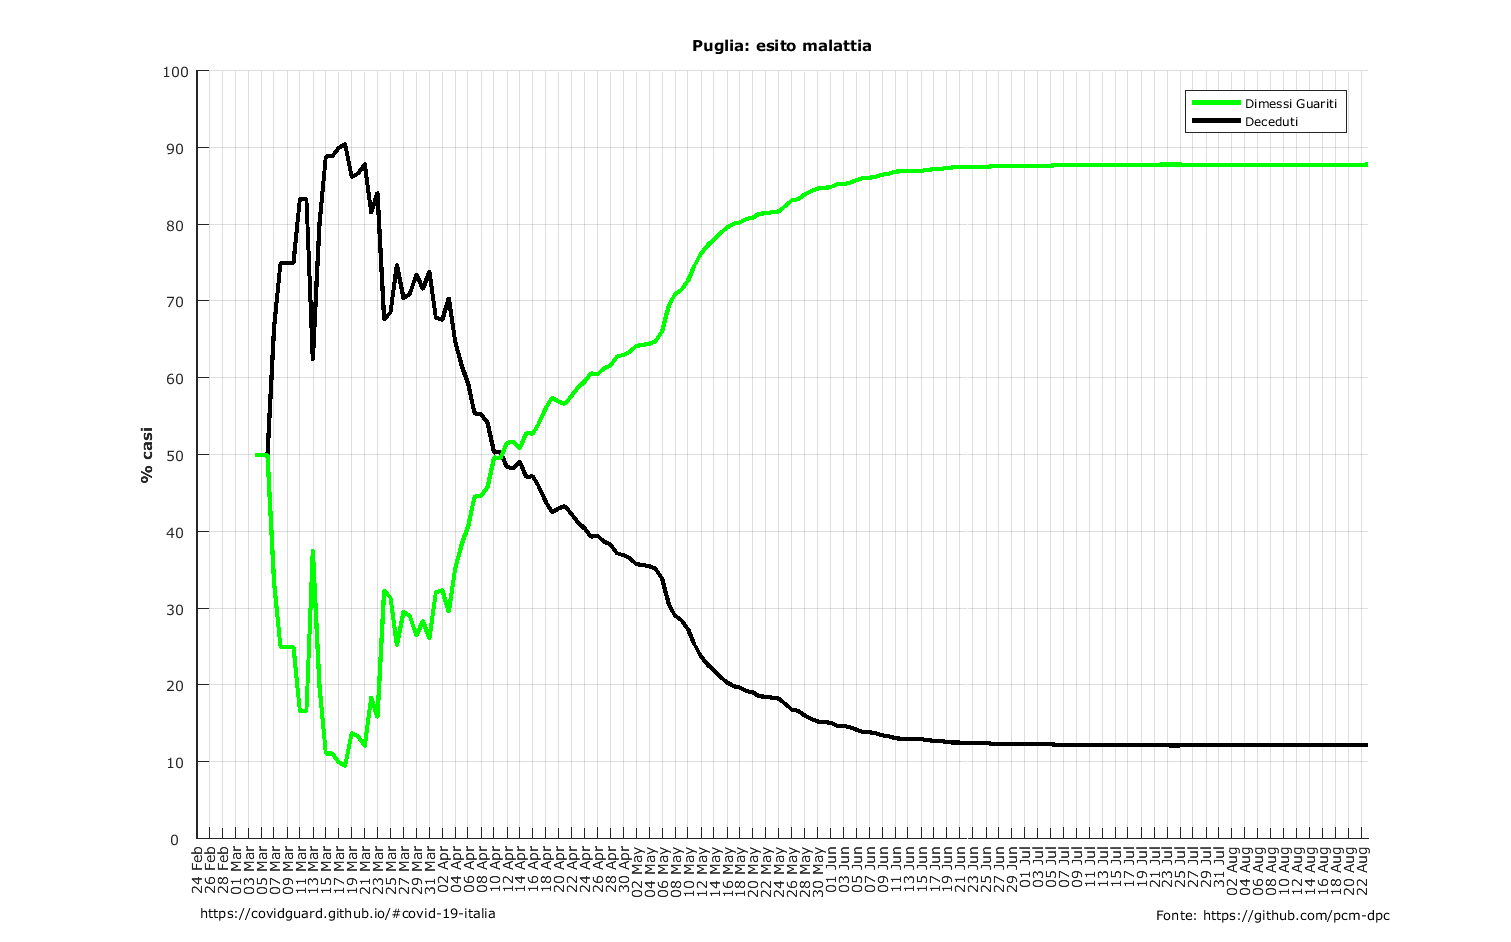 Puglia: esito malattia
100
90
80
70
60
50
40
30
20
10
0
% casi
Dimessi Guariti
Deceduti
24 Feb
26 Feb
28 Feb
01 Mar
03 Mar
05 Mar
07 Mar
09 Mar
11 Mar
13 Mar
15 Mar
17 Mar
19 Mar
21 Mar
23 Mar
25 Mar
27 Mar
29 Mar
31 Mar
02 Apr
04 Apr
06 Apr
08 Apr
10 Apr
12 Apr
14 Apr
16 Apr
18 Apr
20 Apr
22 Apr
24 Apr
26 Apr
28 Apr
30 Apr
02 May
04 May
06 May
08 May
10 May
12 May
14 May
16 May
18 May
20 May
22 May
24 May
26 May
28 May
30 May
01 Jun
03 Jun
05 Jun
07 Jun
09 Jun
11 Jun
13 Jun
15 Jun
17 Jun
19 Jun
21 Jun
23 Jun
25 Jun
27 Jun
29 Jun
01 Jul
03 Jul
05 Jul
07 Jul
09 Jul
11 Jul
13 Jul
15 Jul
17 Jul
19 Jul
21 Jul
23 Jul
25 Jul
27 Jul
29 Jul
31 Jul
02 Aug
04 Aug
06 Aug
08 Aug
10 Aug
12 Aug
14 Aug
16 Aug
18 Aug
20 Aug
22 Aug
https://covidguard.github.io/#covid-19-italia
Fonte: https://github.com/pcm-dpc